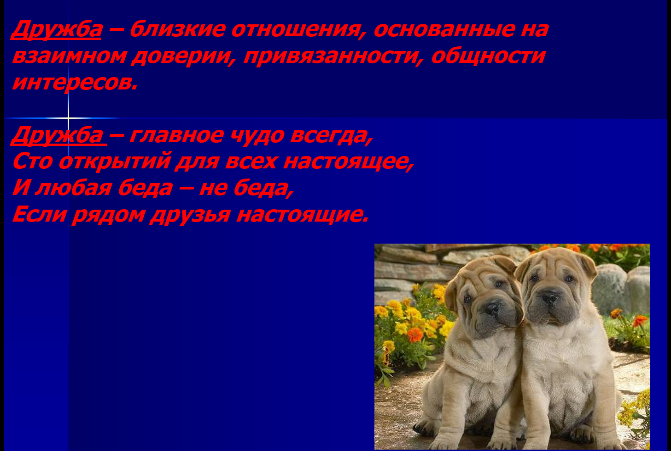 Дружба – близкие отношения, основанные на
взаимном доверии, привязанности, общности
интересов.
Дружба – главное чудо всегда,
Сто открытий для всех настоящее,
И любая беда – не беда,
Если рядом друзья настоящие.